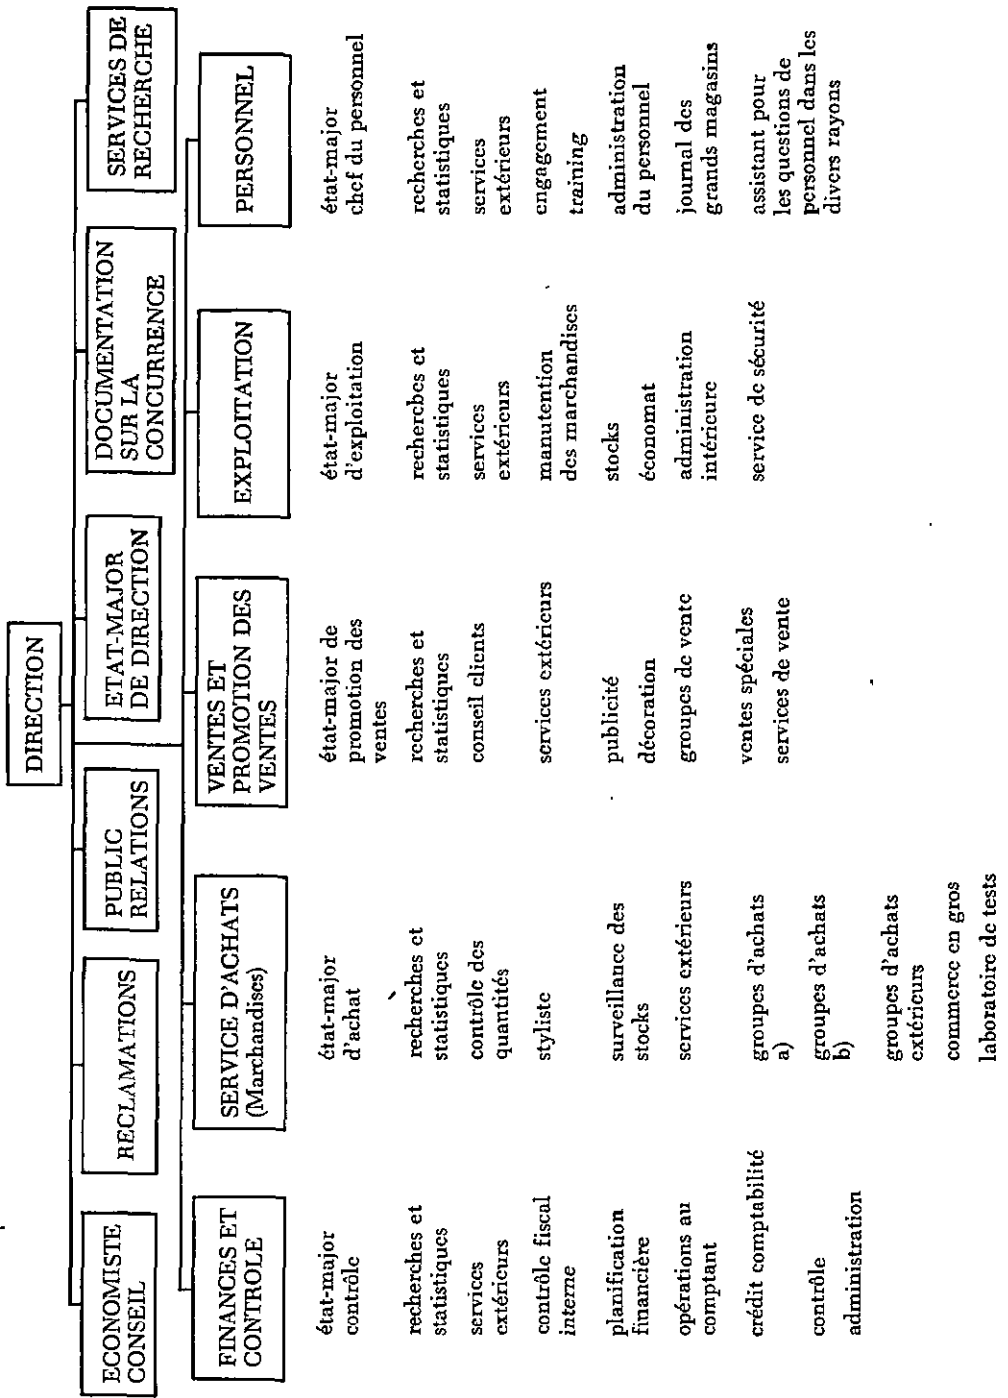 DIRECTION
ECONOMISTE
CONSEIL
RECLAMATIONS
PUBLIC
RELATIONS
ETAT-MAJOR
DE DIRECTION
DOCUMENTATION
SUR LA
CONCURRENCE
SERVICES DE
RECHERCHE
FINANCES ET
CONTROLE
état-major
contrôle
recherches et
statistiques
services
extérieurs
contrôle fiscal
interne
planification
financière
opérations au
comptant
crédit comptabilité
contrôle
administration
SERVICE D'ACHATS
(Marchandises)
état-major
d'achat
recherches et
statistiques
contrôle des
quantités
styliste
surveillance des
stocks
services extérieurs
groupes d'achats
a)
groupes d'achats
b)
groupes d'achats
extérieurs
commerce en gros
laboratoire de tests
VENTES ET
PROMOTION DES
VENTES
état-major de
promotion des
ventes
recherches et
statistiques
conseil clients
services extérieurs
publicité
décoration
groupes de vente
ventes spéciales
services de vente
EXPLOITATION
état-major
d'exploitation
recherches et
statistiques
services
extérieurs
manutention
des marchandises
stocks
économat
administration
intérieure
service de sécurité
PERSONNEL
état-major
chef du personnel
recherches et
statistiques
services
extérieurs
engagement
training
administration
du personnel
journal des
grands magasins
assistant pour
les questions de
personnel dans les
divers rayons